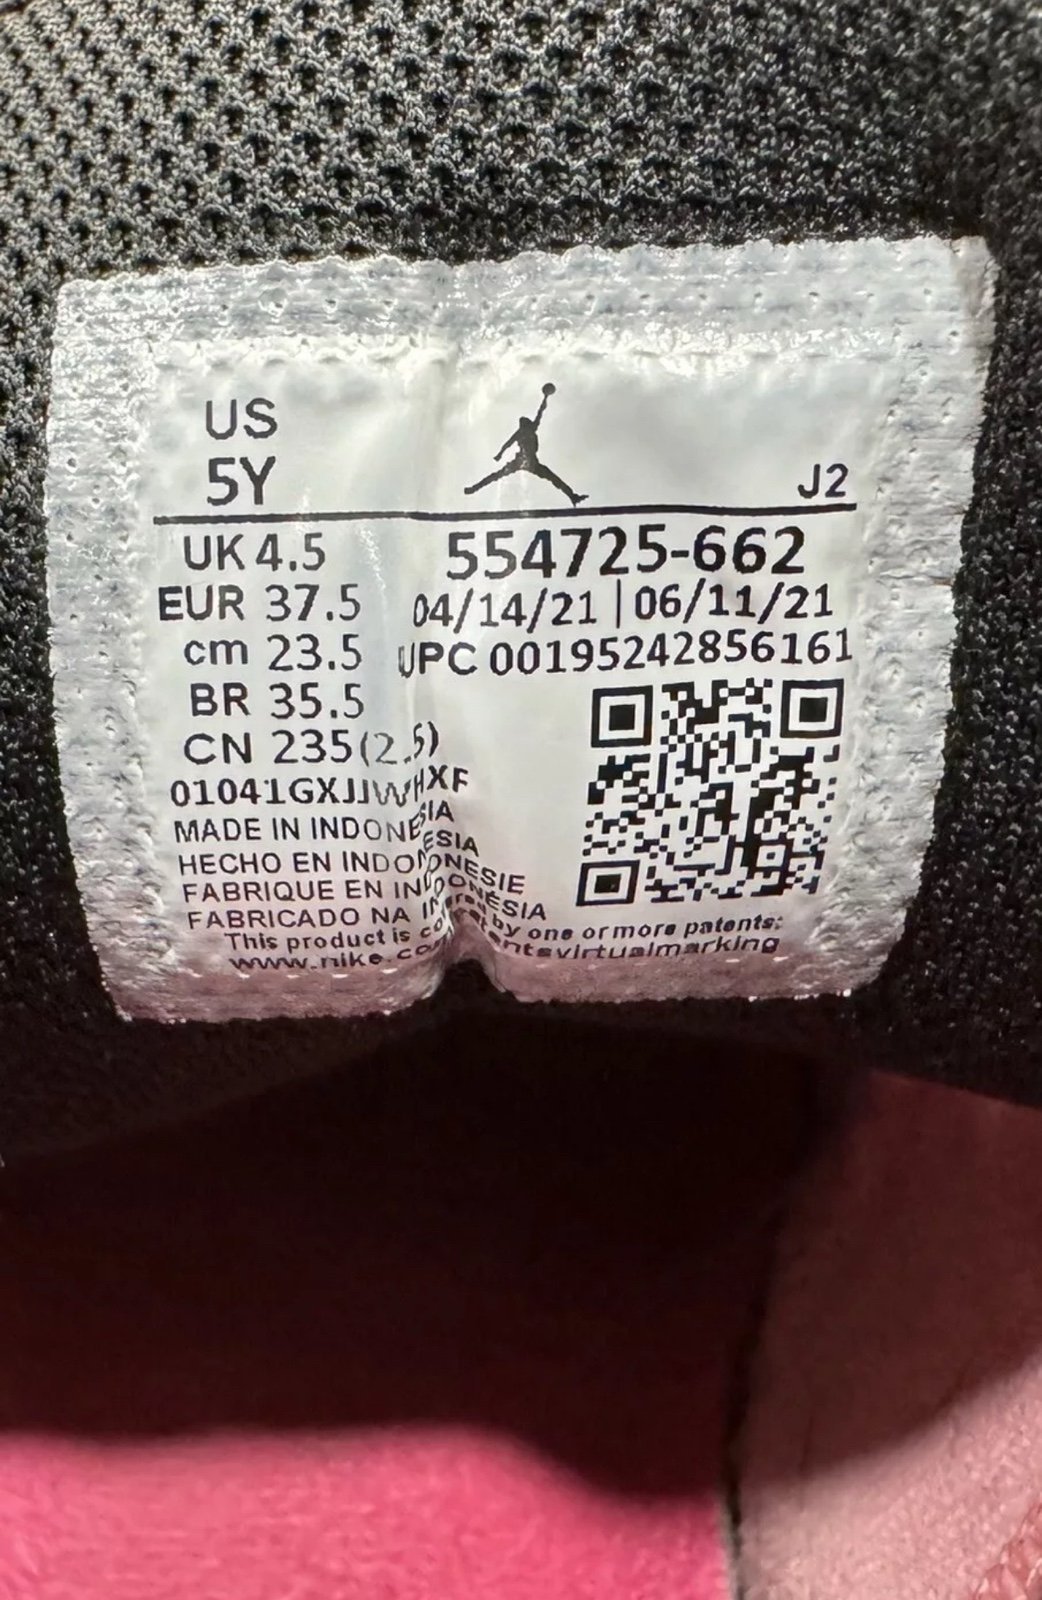 US
5Y
J2
UK 4.5
EUR 37.5
cm 23.5
BR 35.5
CN 235(2.5)
554725-662
04/14/21 | 06/11/21
UPC 00195242856161
01041GXJJWHXF
MADE IN INDONESIA
HECHO EN INDONESIA
FABRIQUE EN INDONESIE
FABRICADO NA INDONÉSIA
This product is covered by one or more patents: